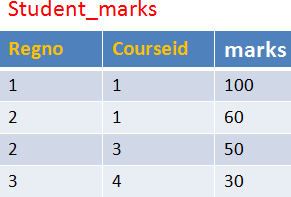 Student_marks
Regno Courseid marks
1 1 100
2 1 60
2 3 50
3 4 30